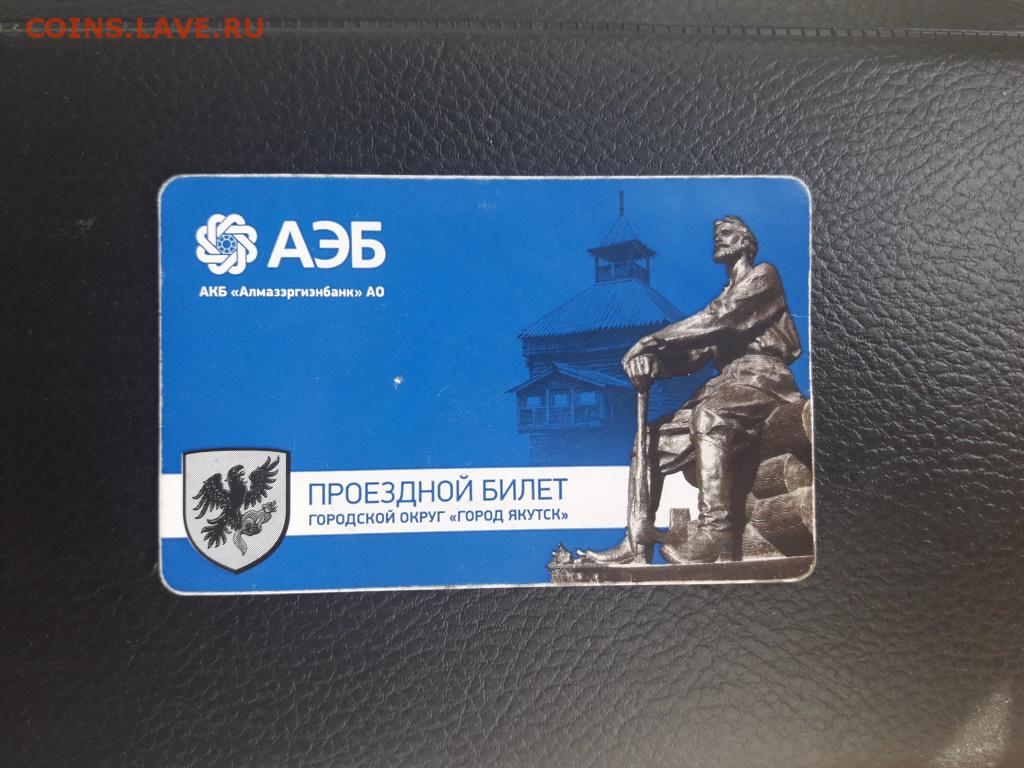 COINS.LAVE.RU
АЭБ
АКБ «Алмазэргиэнбанк» АО
ПРОЕЗДНОЙ БИЛЕТ
ГОРОДСКОЙ ОКРУГ «ГОРОД ЯКУТСК»